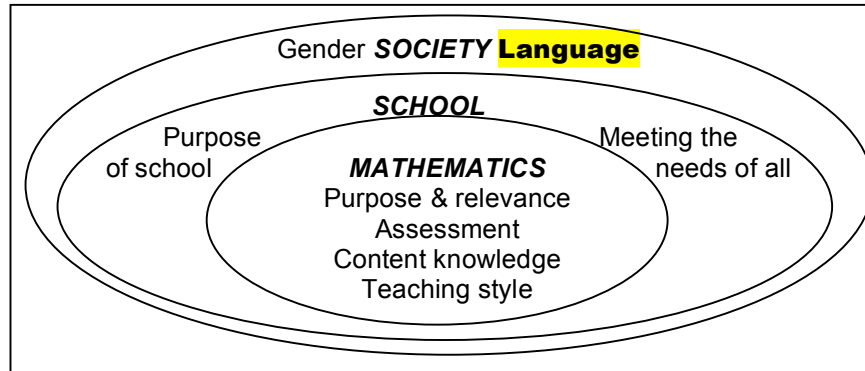 Gender SOCIETY Language
SCHOOL
Purpose of school
Meeting the needs of all
MATHEMATICS
Purpose & relevance
Assessment
Content knowledge
Teaching style